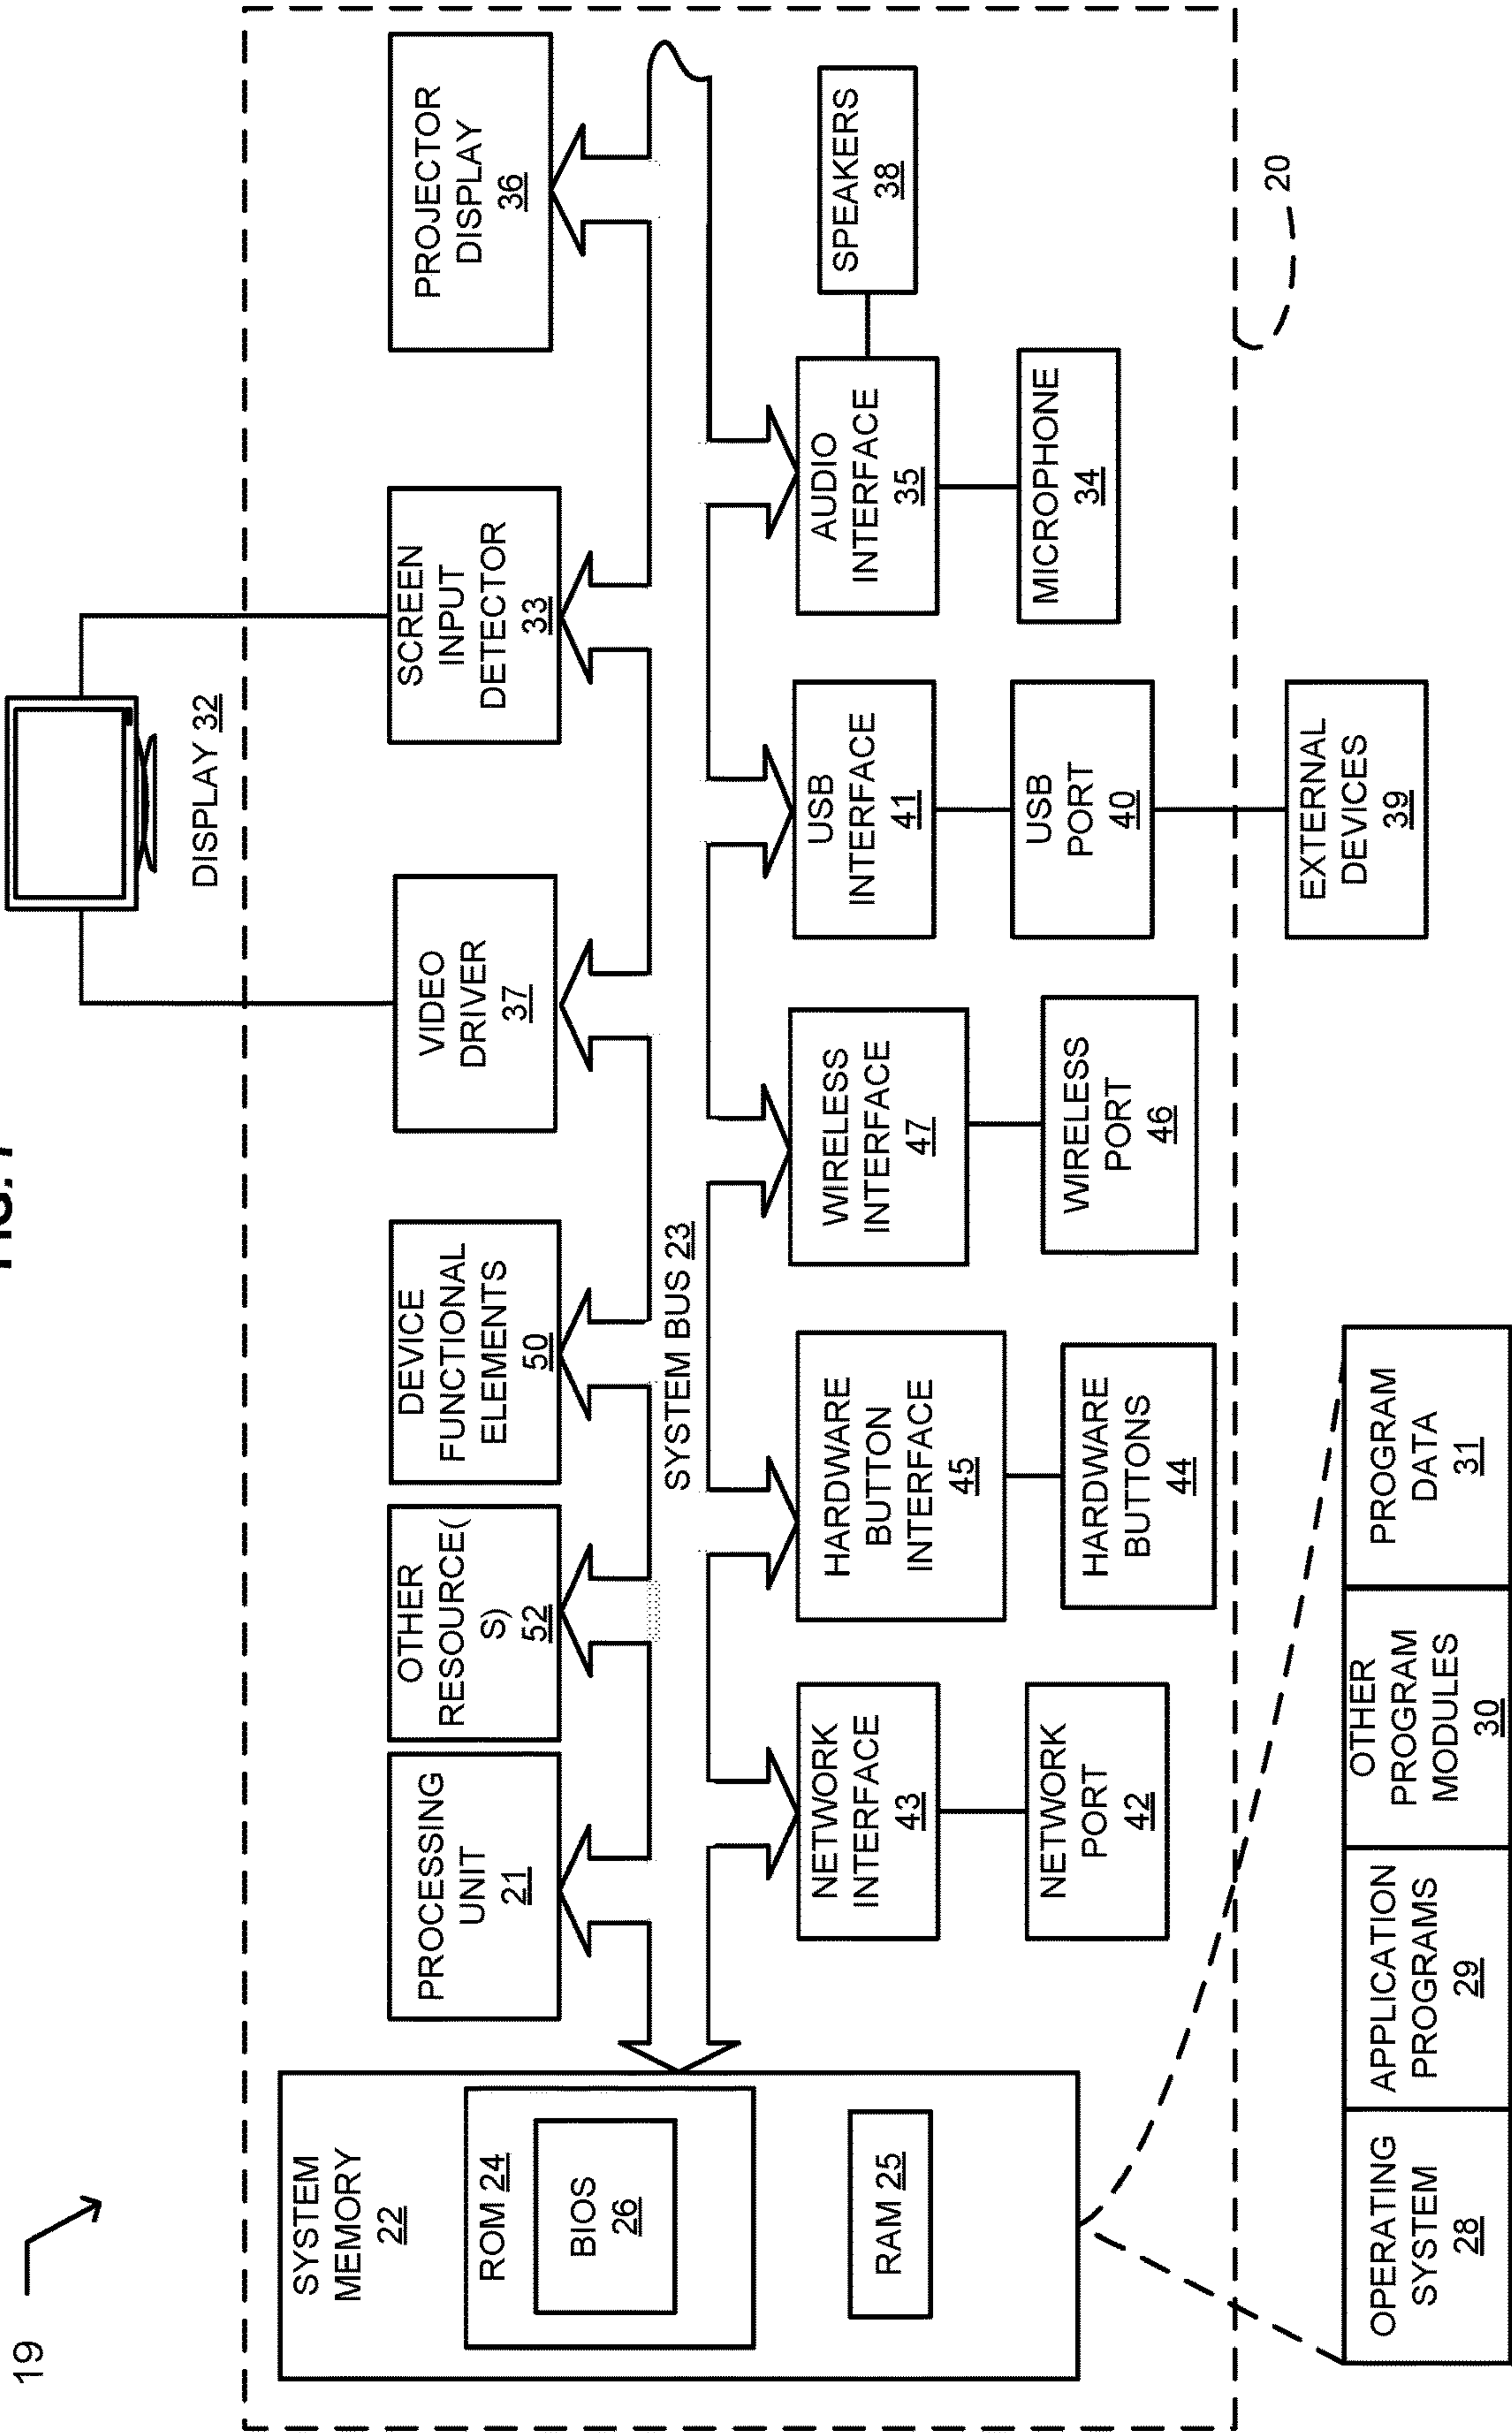 19
DISPLAY 32
SYSTEM
MEMORY
22
ROM 24
BIOS
26
RAM 25
PROCESSING
UNIT
21
OTHER
RESOURCE(
S)
52
DEVICE
FUNCTIONAL
ELEMENTS
50
VIDEO
DRIVER
37
SCREEN
INPUT
DETECTOR
33
PROJECTOR
DISPLAY
36
SYSTEM BUS 23
NETWORK
INTERFACE
43
HARDWARE
BUTTON
INTERFACE
45
WIRELESS
INTERFACE
47
USB
INTERFACE
41
AUDIO
INTERFACE
35
SPEAKERS
38
NETWORK
PORT
42
HARDWARE
BUTTONS
44
WIRELESS
PORT
46
USB
PORT
40
MICROPHONE
34
20
EXTERNAL
DEVICES
39
OPERATING
SYSTEM
28
APPLICATION
PROGRAMS
29
OTHER
PROGRAM
MODULES
30
PROGRAM
DATA
31